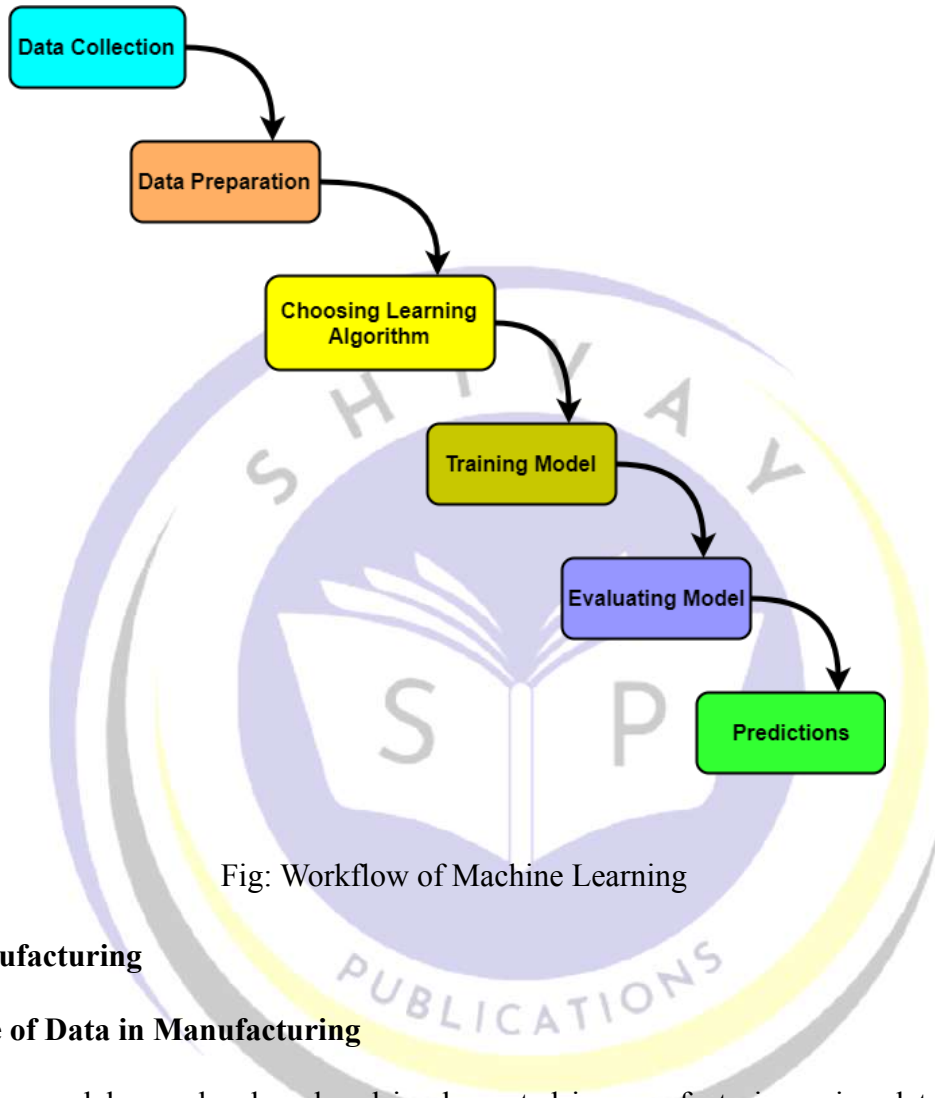 Data Collection
Data Preparation
Choosing Learning
Algorithm
Training Model
Evaluating Model
Predictions
SHIVAY
S P
PUBLICATIONS
Fig: Workflow of Machine Learning
of Data in Manufacturing